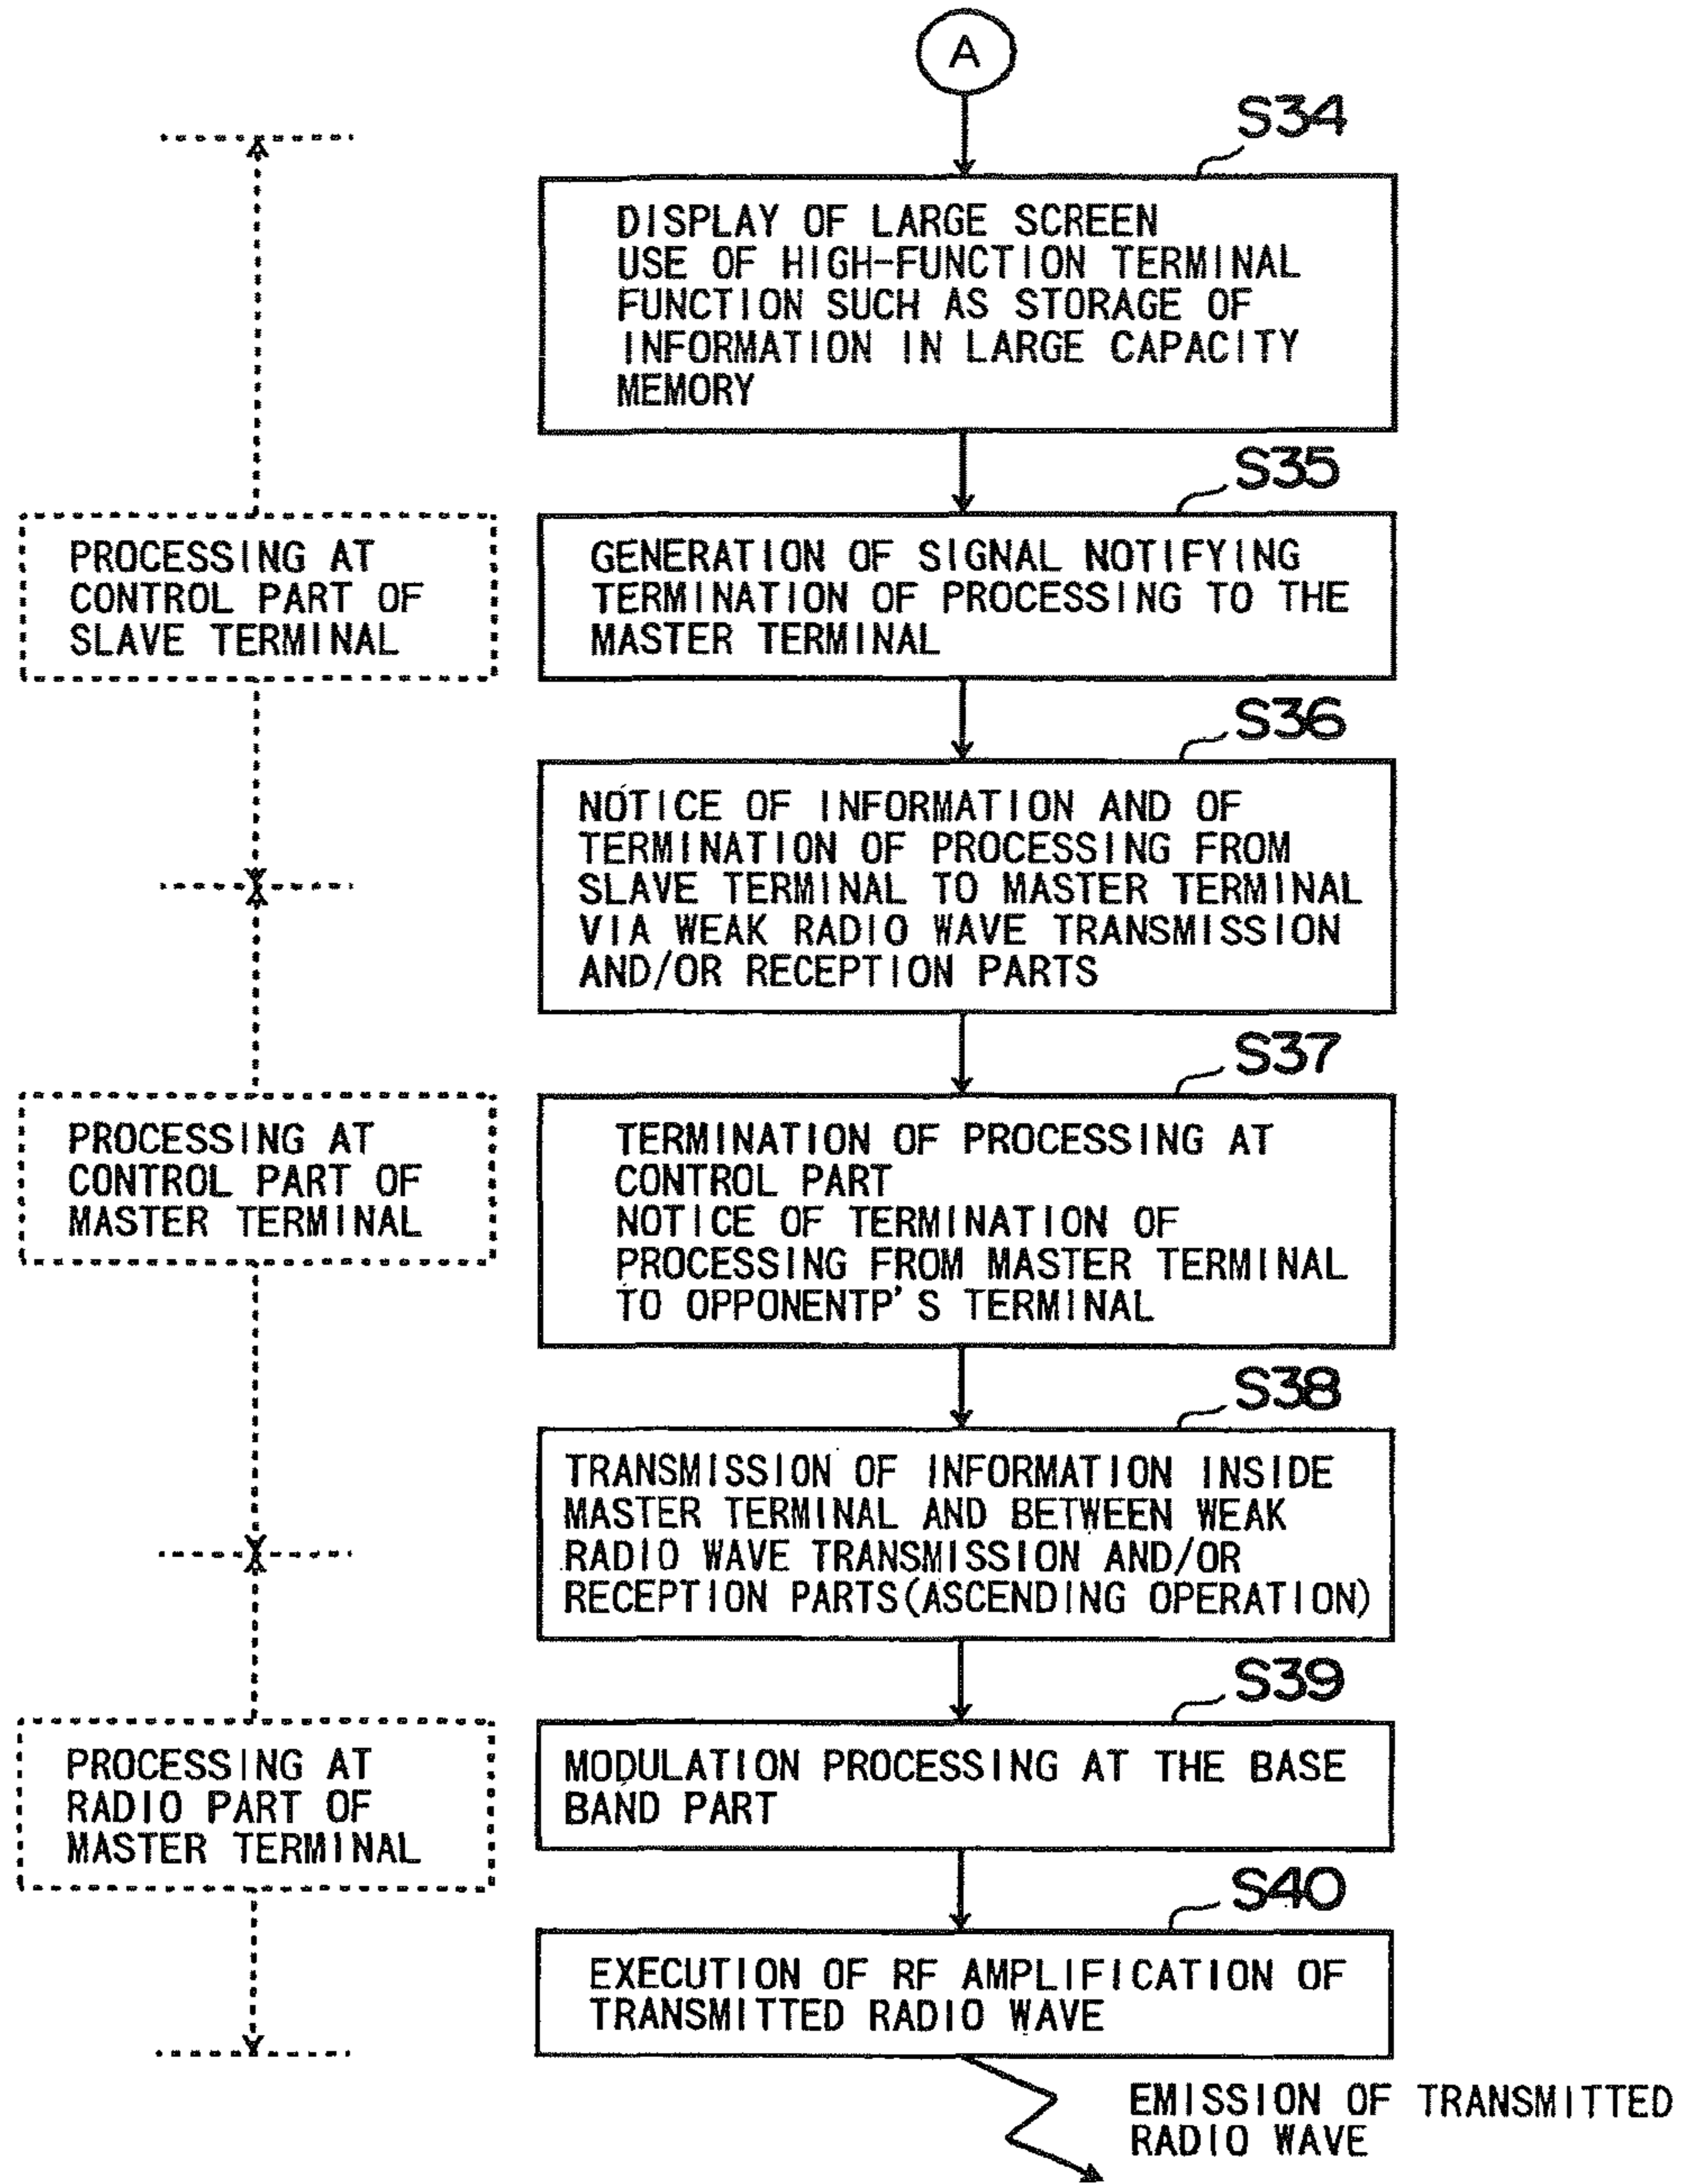 A
S34
DISPLAY OF LARGE SCREEN
USE OF HIGH-FUNCTION TERMINAL
FUNCTION SUCH AS STORAGE OF
INFORMATION IN LARGE CAPACITY
MEMORY
S35
PROCESSING AT
CONTROL PART OF
SLAVE TERMINAL
GENERATION OF SIGNAL NOTIFYING
TERMINATION OF PROCESSING TO THE
MASTER TERMINAL
S36
NOTICE OF INFORMATION AND OF
TERMINATION OF PROCESSING FROM
SLAVE TERMINAL TO MASTER TERMINAL
VIA WEAK RADIO WAVE TRANSMISSION
AND/OR RECEPTION PARTS
S37
PROCESSING AT
CONTROL PART OF
MASTER TERMINAL
TERMINATION OF PROCESSING AT
CONTROL PART
NOTICE OF TERMINATION OF
PROCESSING FROM MASTER TERMINAL
TO OPPONENTP'S TERMINAL
S38
TRANSMISSION OF INFORMATION INSIDE
MASTER TERMINAL AND BETWEEN WEAK
RADIO WAVE TRANSMISSION AND/OR
RECEPTION PARTS(ASCENDING OPERATION)
S39
PROCESSING AT
RADIO PART OF
MASTER TERMINAL
MODULATION PROCESSING AT THE BASE
BAND PART
S40
EXECUTION OF RF AMPLIFICATION OF
TRANSMITTED RADIO WAVE
EMISSION OF TRANSMITTED
RADIO WAVE